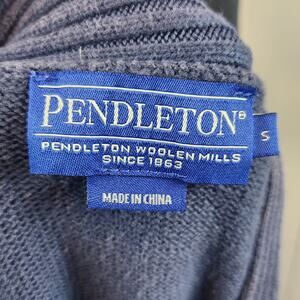 PENDLETON®
PENDLETON WOOLEN MILLS
SINCE 1863
S
MADE IN CHINA